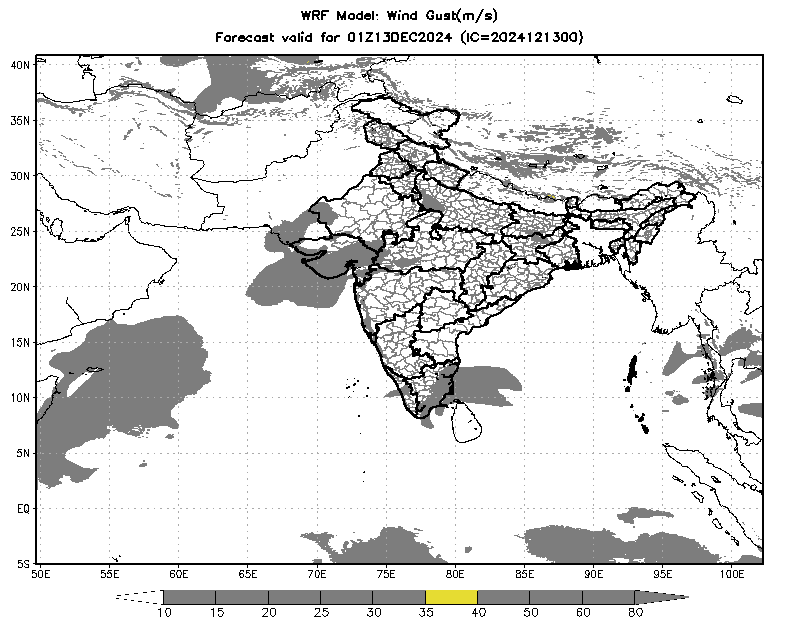 WRF Model: Wind Gust(m/s)
Forecast valid for 01Z13DEC2024 (IC=2024121300)
40N
35N
30N
25N
20N
15N
10N
5N
EQ
5S
50E 55E 60E 65E 70E 75E 80E 85E 90E 95E 100E
10 15 20 25 30 35 40 50 60 80